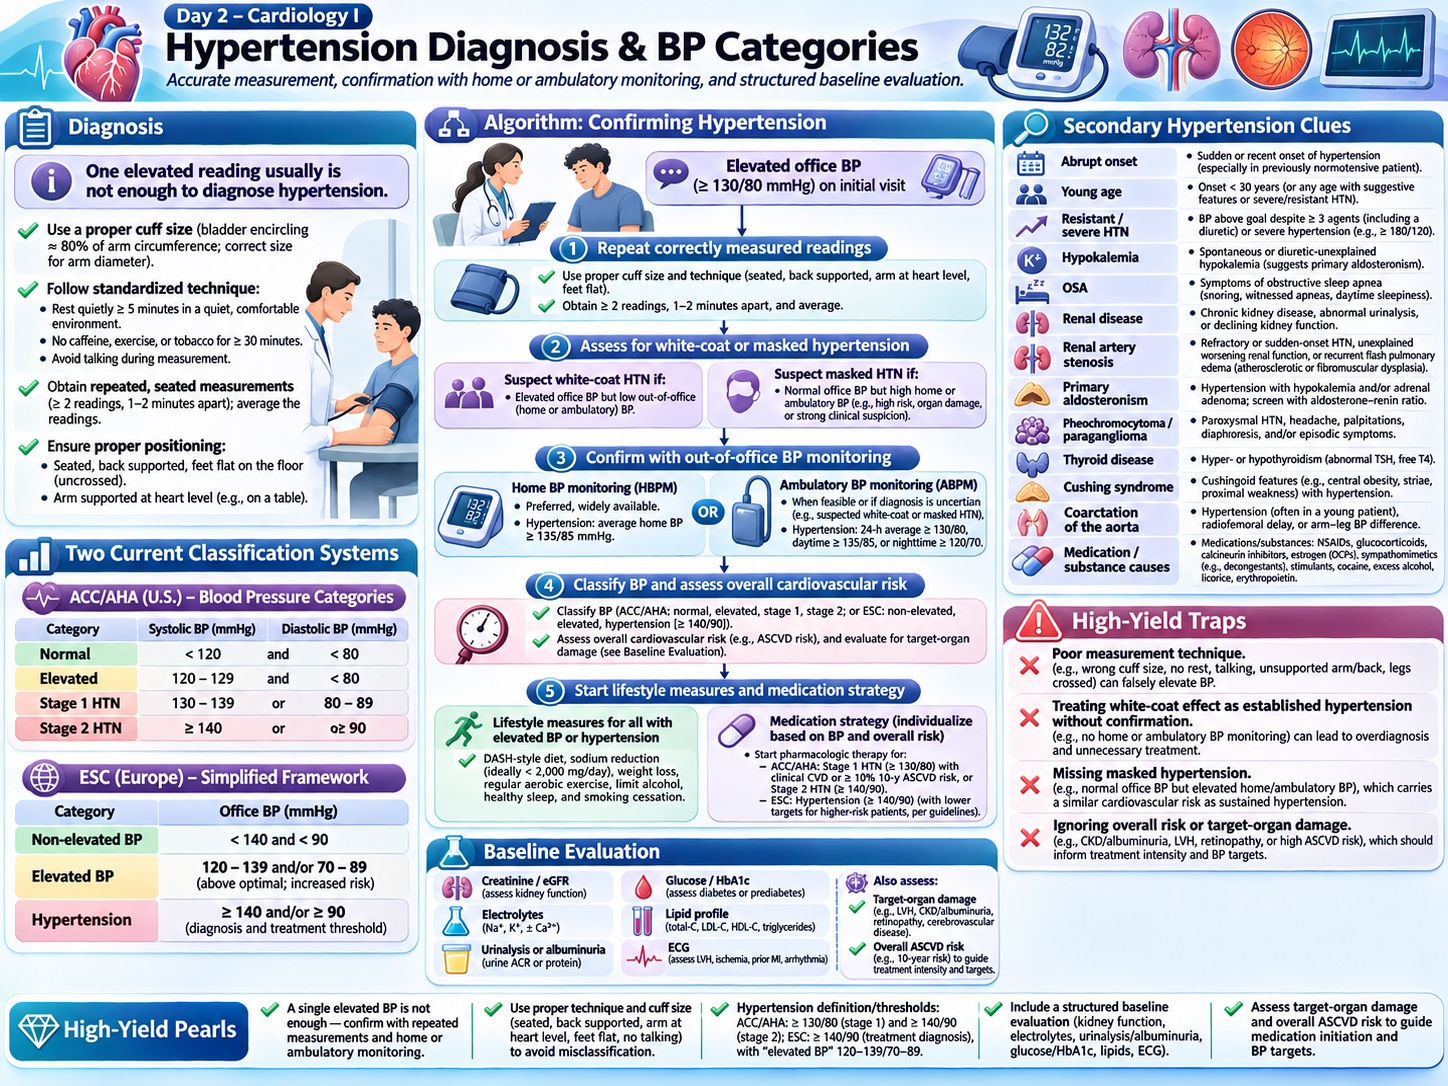 Day 2 – Cardiology I
Hypertension Diagnosis & BP Categories
Accurate measurement, confirmation with home or ambulatory monitoring, and structured baseline evaluation.
132
82
mmHg
Diagnosis
One elevated reading usually is
not enough to diagnose hypertension.
Use a proper cuff size (bladder encircling
≈ 80% of arm circumference; correct size
for arm diameter).
Follow standardized technique:
• Rest quietly ≥ 5 minutes in a quiet, comfortable
environment.
• No caffeine, exercise, or tobacco for ≥ 30 minutes.
• Avoid talking during measurement.
Obtain repeated, seated measurements
(≥ 2 readings, 1–2 minutes apart); average the
readings.
Ensure proper positioning:
• Seated, back supported, feet flat on the floor
(uncrossed).
• Arm supported at heart level (e.g., on a table).
Two Current Classification Systems
ACC/AHA (U.S.) – Blood Pressure Categories
Category Systolic BP (mmHg) Diastolic BP (mmHg)
Normal < 120 and < 80
Elevated 120 – 129 and < 80
Stage 1 HTN 130 – 139 or 80 – 89
Stage 2 HTN ≥ 140 or o≥ 90
ESC (Europe) – Simplified Framework
Category Office BP (mmHg)
Non-elevated BP < 140 and < 90
Elevated BP 120 – 139 and/or 70 – 89
(above optimal; increased risk)
Hypertension ≥ 140 and/or ≥ 90
(diagnosis and treatment threshold)
Algorithm: Confirming Hypertension
Elevated office BP
(≥ 130/80 mmHg) on initial visit
1 Repeat correctly measured readings
Use proper cuff size and technique (seated, back supported, arm at heart level,
feet flat).
Obtain ≥ 2 readings, 1–2 minutes apart, and average.
2 Assess for white-coat or masked hypertension
Suspect white-coat HTN if:
• Elevated office BP but low out-of-office
(home or ambulatory) BP.
Suspect masked HTN if:
• Normal office BP but high home or
ambulatory BP (e.g., high risk, organ damage,
or strong clinical suspicion).
3 Confirm with out-of-office BP monitoring
132
82
Home BP monitoring (HBPM)
• Preferred, widely available.
• Hypertension: average home BP
≥ 135/85 mmHg.
OR
Ambulatory BP monitoring (ABPM)
• When feasible or if diagnosis is uncertian
(e.g., suspected white-coat or masked HTN).
• Hypertension: 24-h average ≥ 130/80,
daytime ≥ 135/85, or nighttime ≥ 120/70.
4 Classify BP and assess overall cardiovascular risk
Classify BP (ACC/AHA: normal, elevated, stage 1, stage 2; or ESC: non-elevated,
elevated, hypertension [≥ 140/90]).
Assess overall cardiovascular risk (e.g., ASCVD risk), and evaluate for target-organ
damage (see Baseline Evaluation).
5 Start lifestyle measures and medication strategy
Lifestyle measures for all with
elevated BP or hypertension
DASH-style diet, sodium reduction
(ideally < 2,000 mg/day), weight loss,
regular aerobic exercise, limit alcohol,
healthy sleep, and smoking cessation.
Medication strategy (individualize
based on BP and overall risk)
• Start pharmacologic therapy for:
– ACC/AHA: Stage 1 HTN (≥ 130/80) with
clinical CVD or ≥ 10% 10-y ASCVD risk, or
Stage 2 HTN (≥ 140/90).
– ESC: Hypertension (≥ 140/90) (with lower
targets for higher-risk patients, per guidelines).
Baseline Evaluation
Creatinine / eGFR
(assess kidney function)
Electrolytes
(Na⁺, K⁺, ± Ca²⁺)
Urinalysis or albuminuria
(urine ACR or protein)
Glucose / HbA1c
(assess diabetes or prediabetes)
Lipid profile
(total-C, LDL-C, HDL-C, triglycerides)
ECG
(assess LVH, ischemia, prior MI, arrhythmia)
Also assess:
Target-organ damage
(e.g., LVH, CKD/albuminuria,
retinopathy, cerebrovascular
disease).
Overall ASCVD risk
(e.g., 10-year risk) to guide
treatment intensity and targets.
Secondary Hypertension Clues
Abrupt onset
• Sudden or recent onset of hypertension
(especially in previously normotensive patient).
Young age
• Onset < 30 years (or any age with suggestive
features or severe/resistant HTN).
Resistant /
severe HTN
• BP above goal despite ≥ 3 agents (including a
diuretic) or severe hypertension (e.g., ≥ 180/120).
K⁺
Hypokalemia
• Spontaneous or diuretic-unexplained
hypokalemia (suggests primary aldosteronism).
zzz
OSA
• Symptoms of obstructive sleep apnea
(snoring, witnessed apneas, daytime sleepiness).
Renal disease
• Chronic kidney disease, abnormal urinalysis,
or declining kidney function.
Renal artery
stenosis
• Refractory or sudden-onset HTN, unexplained
worsening renal function, or recurrent flash pulmonary
edema (atherosclerotic or fibromuscular dysplasia).
Primary
aldosteronism
• Hypertension with hypokalemia and/or adrenal
adenoma; screen with aldosterone–renin ratio.
Pheochromocytoma /
paraganglioma
• Paroxysmal HTN, headache, palpitations,
diaphoresis, and/or episodic symptoms.
Thyroid disease
• Hyper- or hypothyroidism (abnormal TSH, free T4).
Cushing syndrome
• Cushingoid features (e.g., central obesity, striae,
proximal weakness) with hypertension.
Coarctation
of the aorta
• Hypertension (often in a young patient),
radiofemoral delay, or arm–leg BP difference.
Medication /
substance causes
• Medications/substances: NSAIDs, glucocorticoids,
calcineurin inhibitors, estrogen (OCPs), sympathomimetics
(e.g., decongestants), stimulants, cocaine, excess alcohol,
licorice, erythropoietin.
High-Yield Traps
Poor measurement technique.
(e.g., wrong cuff size, no rest, talking, unsupported arm/back, legs
crossed) can falsely elevate BP.
Treating white-coat effect as established hypertension
without confirmation.
(e.g., no home or ambulatory BP monitoring) can lead to overdiagnosis
and unnecessary treatment.
Missing masked hypertension.
(e.g., normal office BP but elevated home/ambulatory BP), which carries
a similar cardiovascular risk as sustained hypertension.
Ignoring overall risk or target-organ damage.
(e.g., CKD/albuminuria, LVH, retinopathy, or high ASCVD risk), which should
inform treatment intensity and BP targets.
High-Yield Pearls
A single elevated BP is not
enough — confirm with repeated
measurements and home or
ambulatory monitoring.
Use proper technique and cuff size
(seated, back supported, arm at
heart level, feet flat, no talking)
to avoid misclassification.
Hypertension definition/thresholds:
ACC/AHA: ≥ 130/80 (stage 1) and ≥ 140/90
(stage 2); ESC: ≥ 140/90 (treatment diagnosis),
with “elevated BP” 120–139/70–89.
Include a structured baseline
evaluation (kidney function,
electrolytes, urinalysis/albuminuria,
glucose/HbA1c, lipids, ECG).
Assess target-organ damage
and overall ASCVD risk to guide
medication initiation and
BP targets.